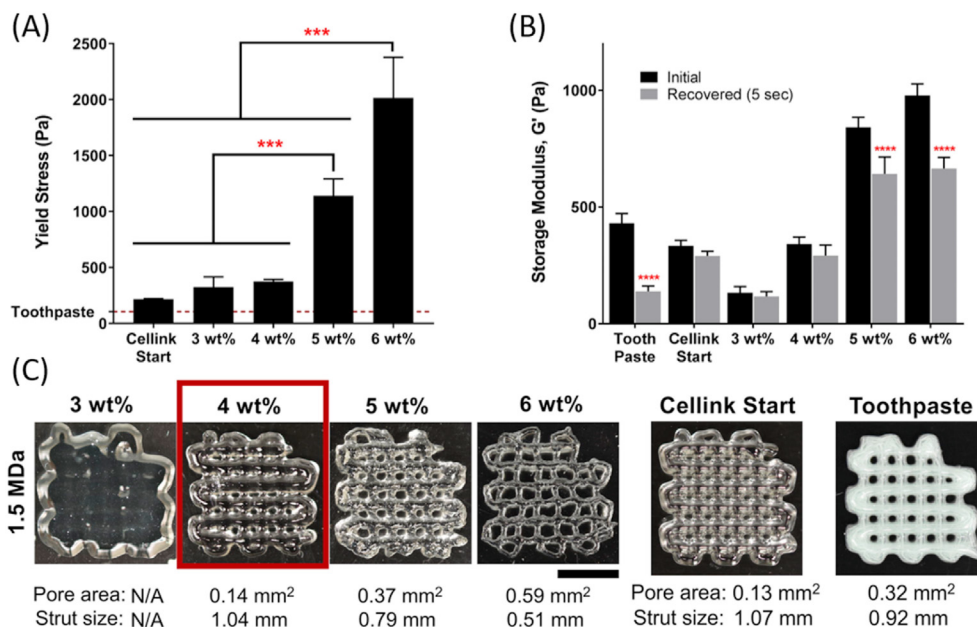 (A)
2500
2000
1500
1000
500
0
Yield Stress (Pa)
***
***
Toothpaste
Cellink
Start
3 wt%
4 wt%
5 wt%
6 wt%
(B)
1000
500
0
Storage Modulus, G' (Pa)
Initial
Recovered (5 sec)
****
****
****
Tooth
Paste
Cellink
Start
3 wt%
4 wt%
5 wt%
6 wt%
(C)
3 wt%
4 wt%
5 wt%
6 wt%
Cellink Start
Toothpaste
1.5 MDa
Pore area: N/A
0.14 mm²
0.37 mm²
0.59 mm²
Pore area: 0.13 mm²
0.32 mm²
Strut size: N/A
1.04 mm
0.79 mm
0.51 mm
Strut size: 1.07 mm
0.92 mm